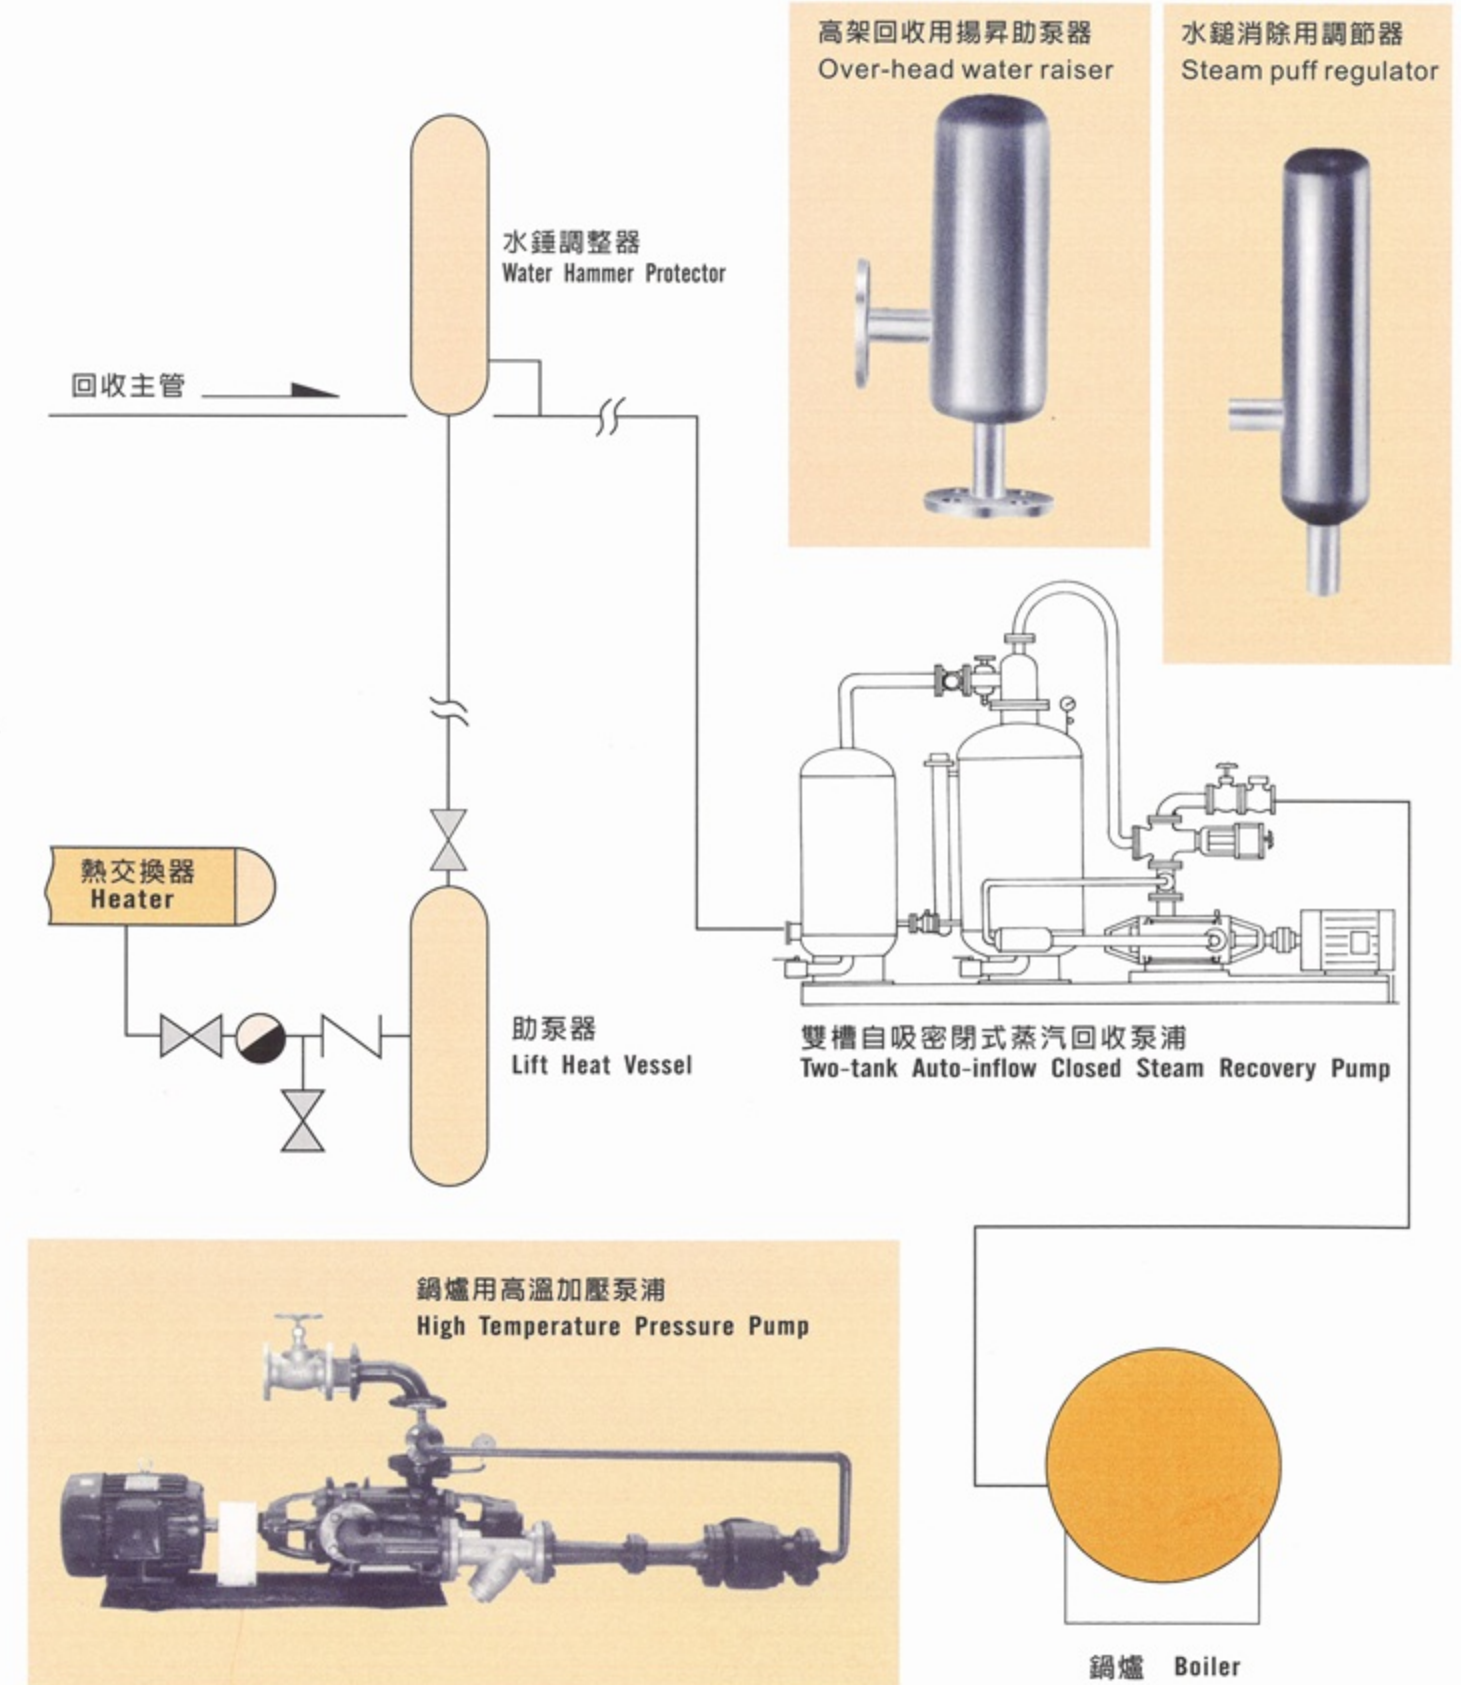 高架回收用揚昇助泵器
Over-head water raiser
水鎚消除用調節器
Steam puff regulator
水錘調整器
Water Hammer Protector
回收主管
熱交換器
Heater
助泵器
Lift Heat Vessel
雙槽自吸密閉式蒸汽回收泵浦
Two-tank Auto-inflow Closed Steam Recovery Pump
鍋爐用高溫加壓泵浦
High Temperature Pressure Pump
鍋爐 Boiler